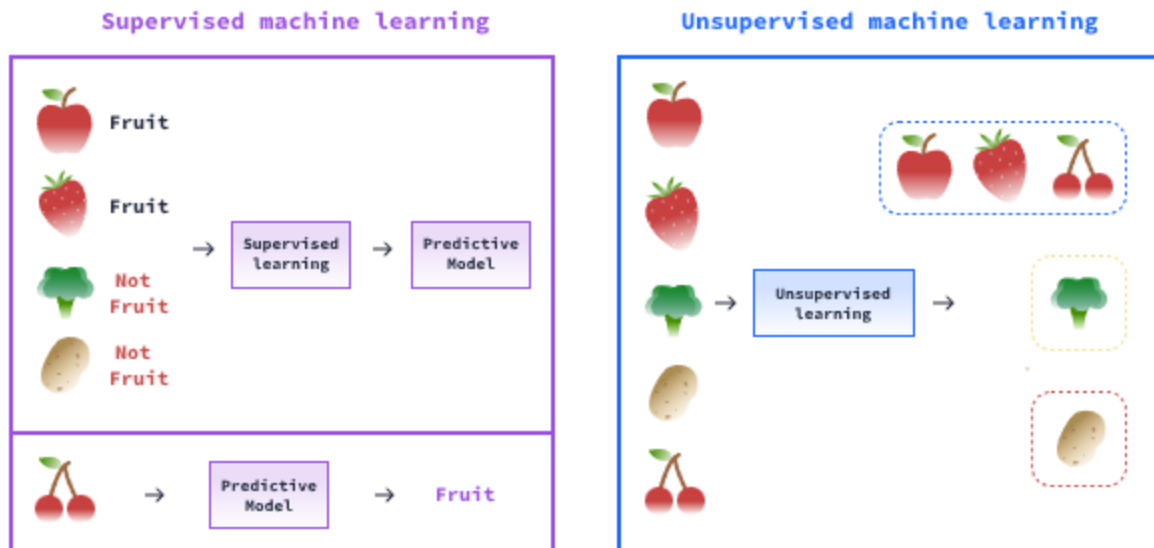 Supervised machine learning
Fruit
Fruit
Not
Fruit
Not
Fruit
Supervised
learning
Predictive
Model
Predictive
Model
Fruit
Unsupervised machine learning
Unsupervised
learning